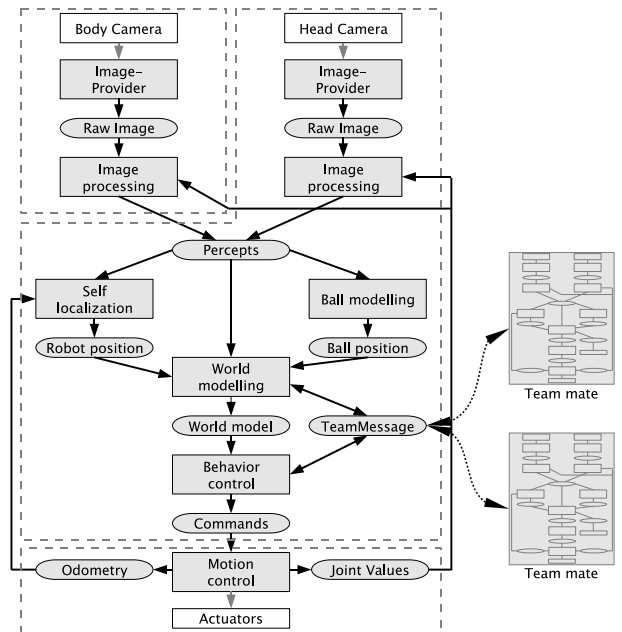 Body Camera
Head Camera
Image-
Provider
Image-
Provider
Raw Image
Raw Image
Image
processing
Image
processing
Percepts
Self
localization
Ball modelling
Robot position
Ball position
World
modelling
World model
TeamMessage
Team mate
Behavior
control
Commands
Odometry
Motion
control
Joint Values
Team mate
Actuators